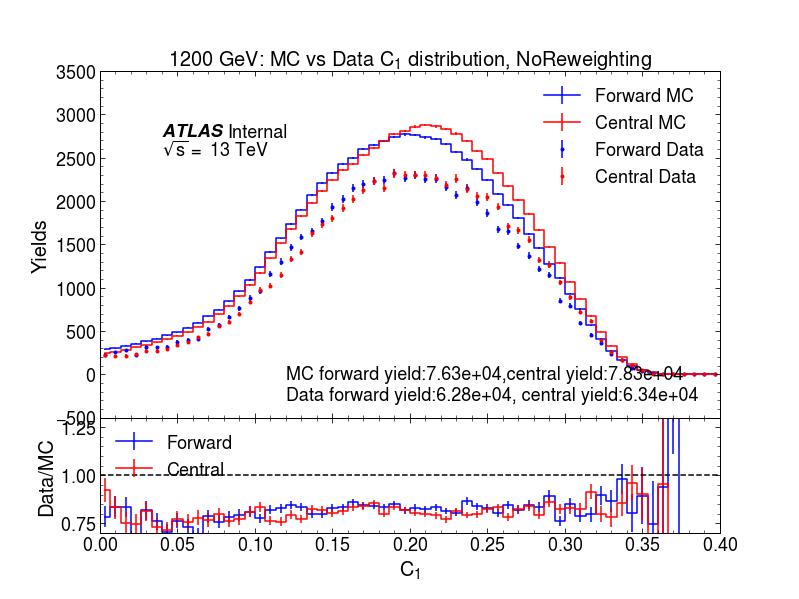 1200 GeV: MC vs Data C₁ distribution, NoReweighting
3500
3000
2500
2000
1500
1000
500
0
−500
Yields
ATLAS Internal
√s = 13 TeV
Forward MC
Central MC
Forward Data
Central Data
MC forward yield:7.63e+04,central yield:7.83e+04
Data forward yield:6.28e+04, central yield:6.34e+04
1.25
1.00
0.75
Data/MC
Forward
Central
0.00 0.05 0.10 0.15 0.20 0.25 0.30 0.35 0.40
C₁